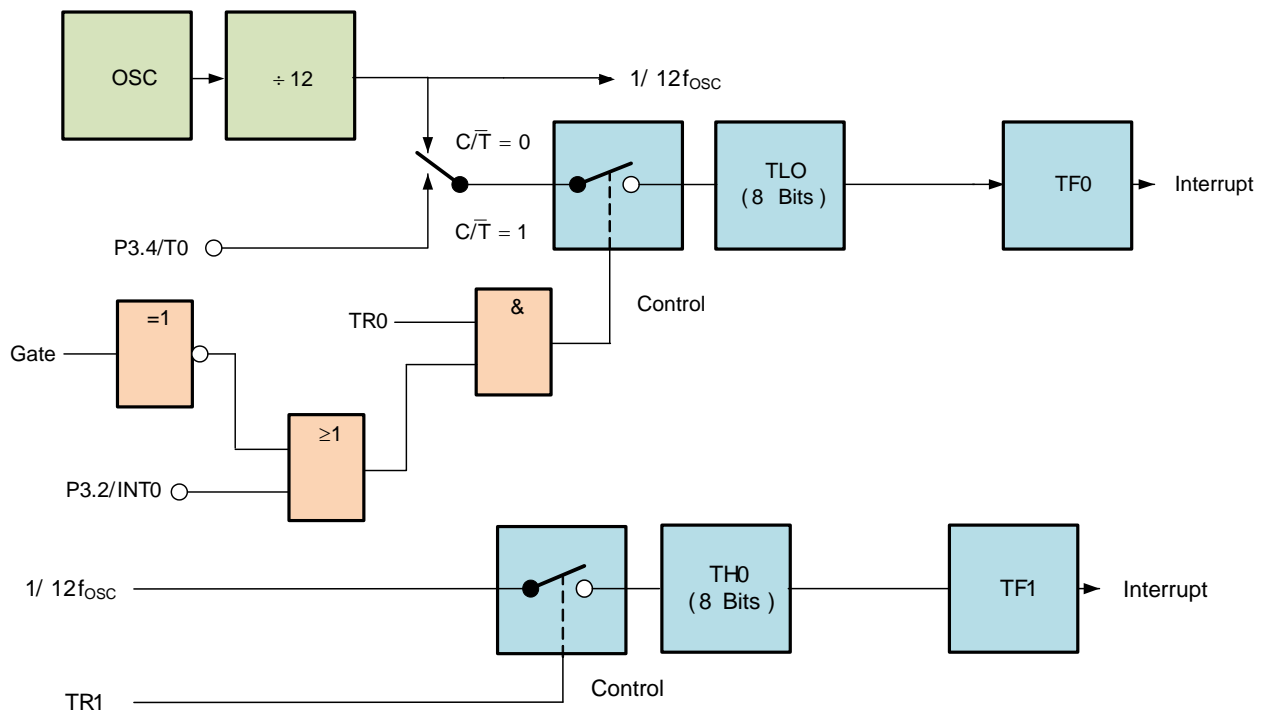 OSC
÷ 12
1/ 12fOSC
C/T̅ = 0
TLO
( 8 Bits )
TF0
Interrupt
P3.4/T0
C/T̅ = 1
Control
=1
TR0
&
Gate
≥1
P3.2/INT0
1/ 12fOSC
TH0
( 8 Bits )
TF1
Interrupt
Control
TR1